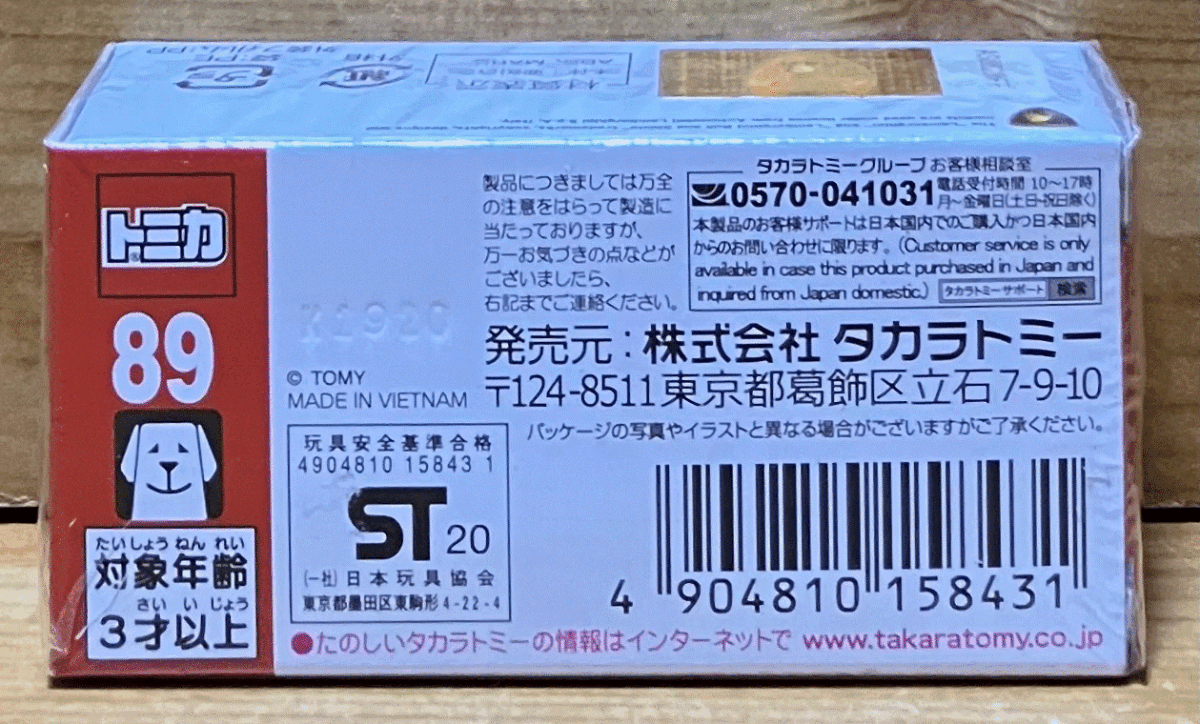 トミカ
89
たいしょう ねん れい
対象年齢
さい い じょう
3才以上
© TOMY
MADE IN VIETNAM
玩具安全基準合格
4904810 15843 1
ST 20
(一社)日本玩具協会
東京都墨田区東駒形4-22-4
製品につきましては万全
の注意をはらって製造に
当たっておりますが、
万一お気づきの点などが
ございましたら、
右記までご連絡ください。
タカラトミーグループお客様相談室
0570-041031 電話受付時間 10〜17時
月〜金曜日(土日・祝日除く)
本製品のお客様サポートは日本国内でのご購入かつ日本国内
からのお問い合わせに限ります。(Customer service is only
available in case this product purchased in Japan and
inquired from Japan domestic.) タカラトミーサポート 検索
発売元:株式会社 タカラトミー
〒124-8511 東京都葛飾区立石7-9-10
パッケージの写真やイラストと異なる場合がございますがご了承ください。
4 904810 158431
●たのしいタカラトミーの情報はインターネットで www.takaratomy.co.jp